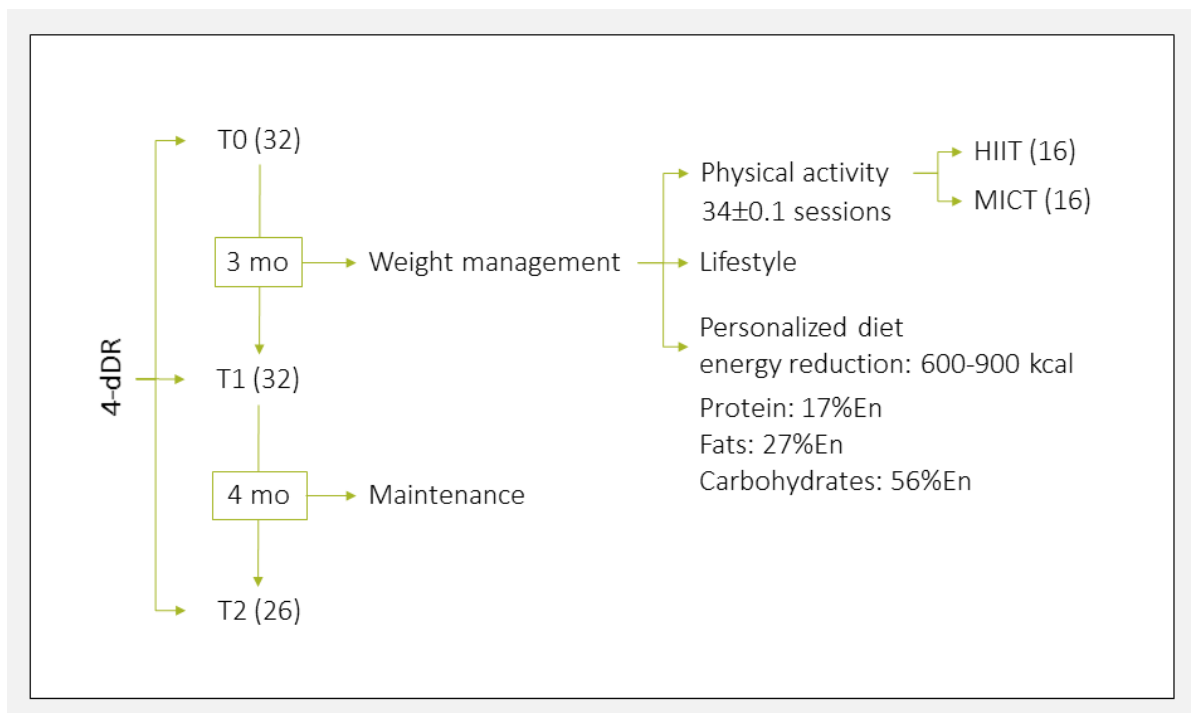 4-dDR
T0 (32)
3 mo
T1 (32)
4 mo
T2 (26)
Weight management
Maintenance
Physical activity
34±0.1 sessions
HIIT (16)
MICT (16)
Lifestyle
Personalized diet
energy reduction: 600-900 kcal
Protein: 17%En
Fats: 27%En
Carbohydrates: 56%En